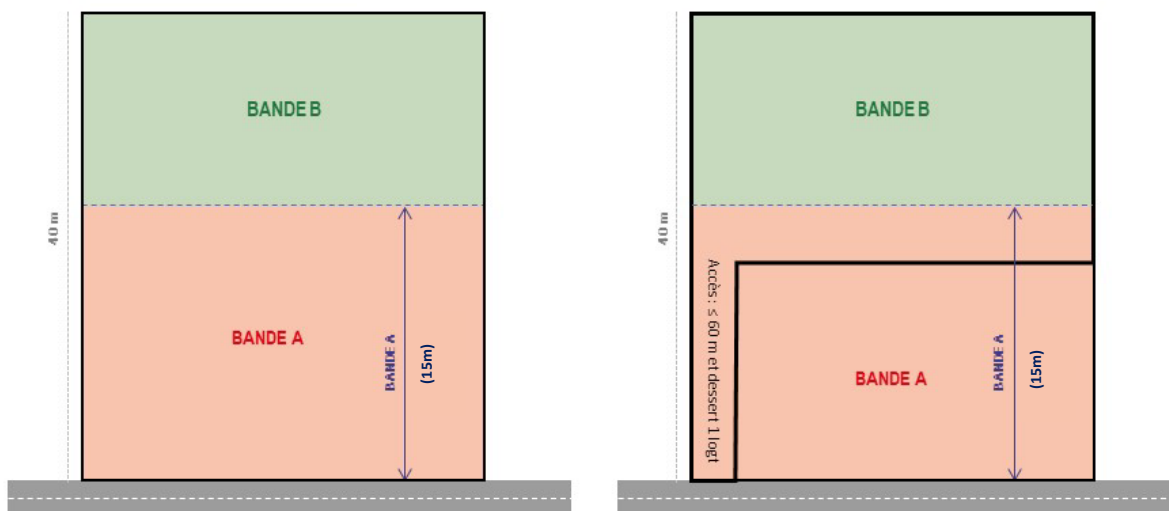 BANDE B
40 m
BANDE A
BANDE A
(15m)
BANDE B
40 m
Accès : ≤ 60 m et dessert 1 logt
BANDE A
BANDE A
(15m)